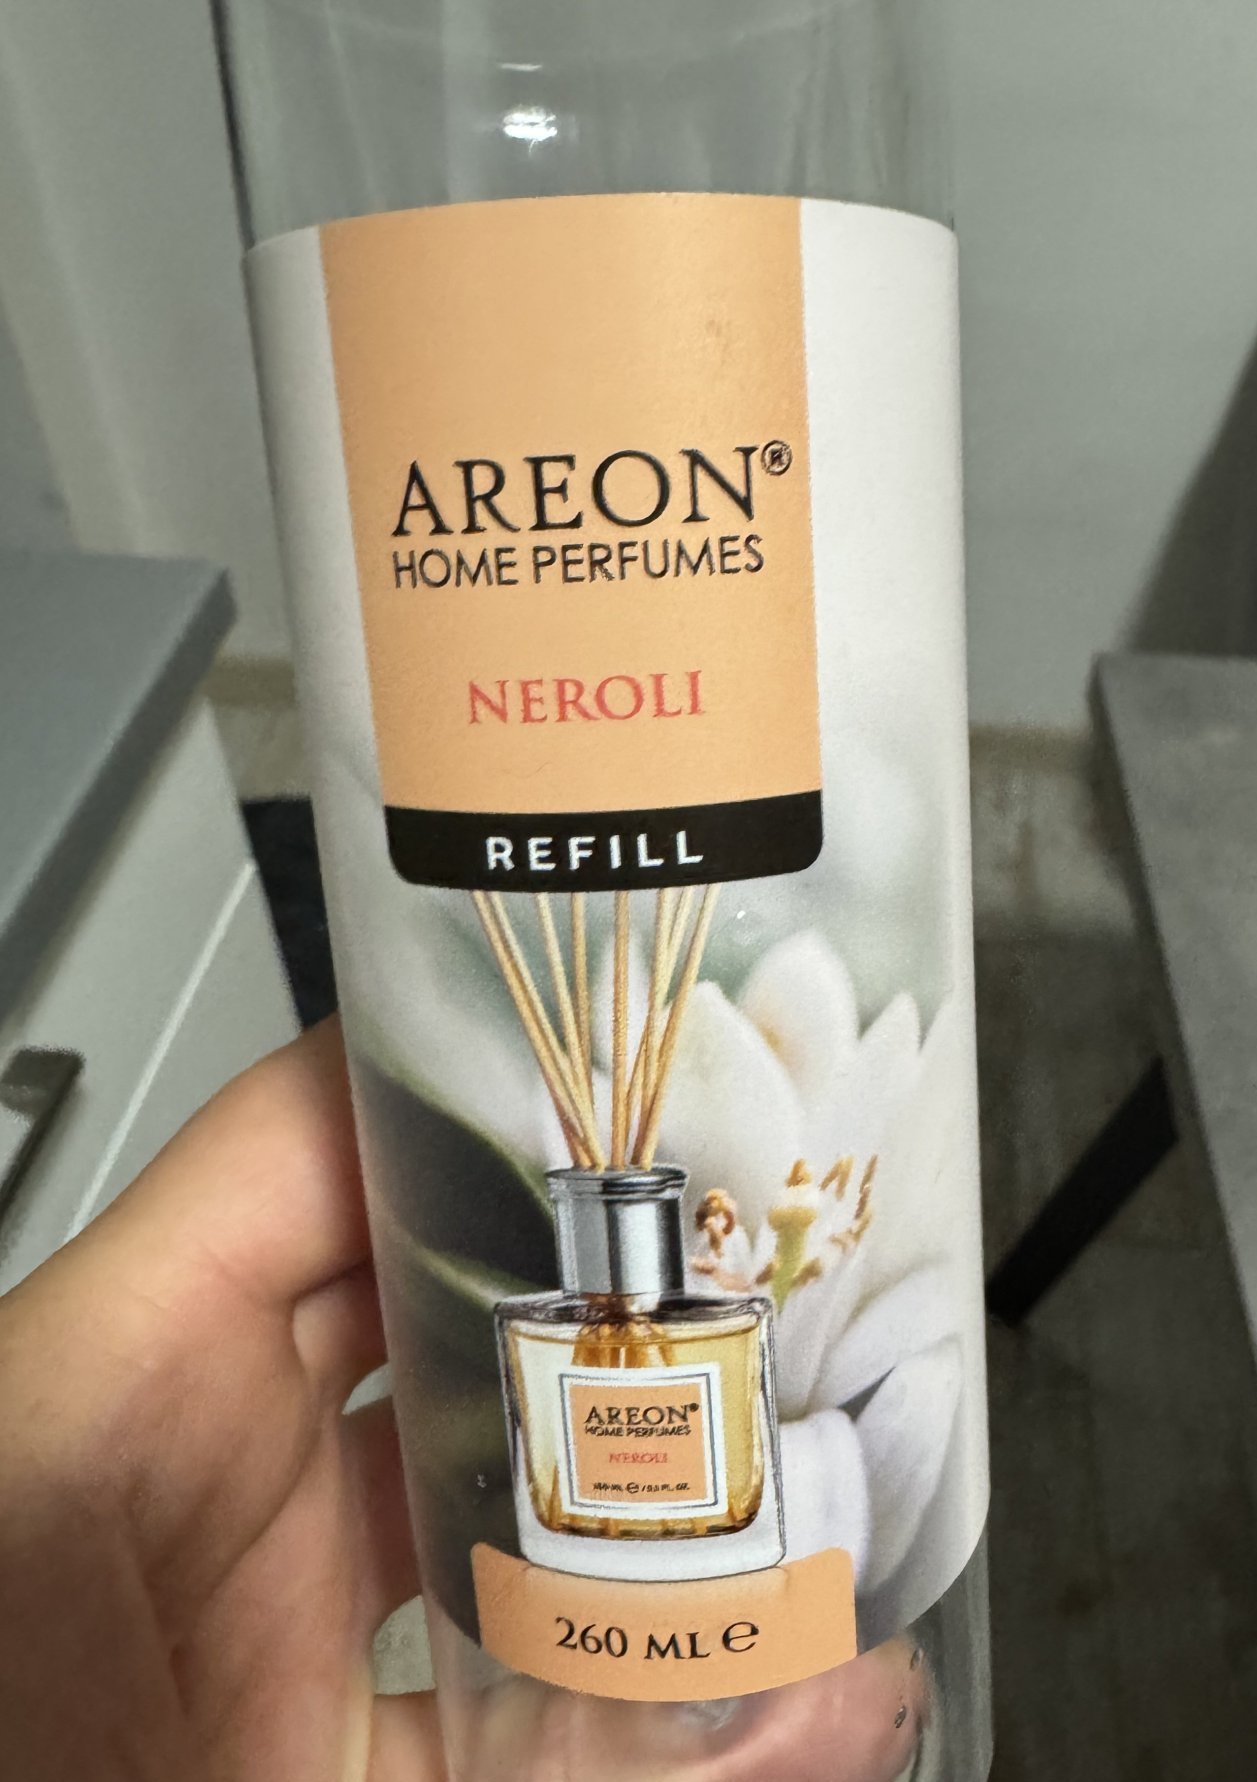 AREON®
HOME PERFUMES
NEROLI
REFILL
AREON®
HOME PERFUMES
NEROLI
260 ML ℮